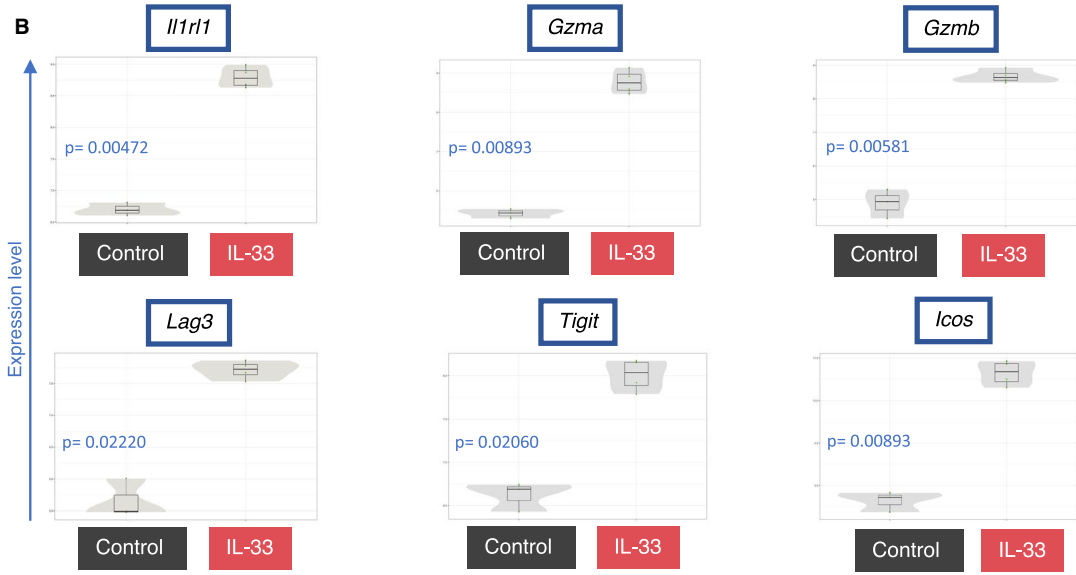 B
Il1rl1
Gzma
Gzmb
p= 0.00472
p= 0.00893
p= 0.00581
Control
IL-33
Control
IL-33
Control
IL-33
Expression level
Lag3
Tigit
Icos
p= 0.02220
p= 0.02060
p= 0.00893
Control
IL-33
Control
IL-33
Control
IL-33